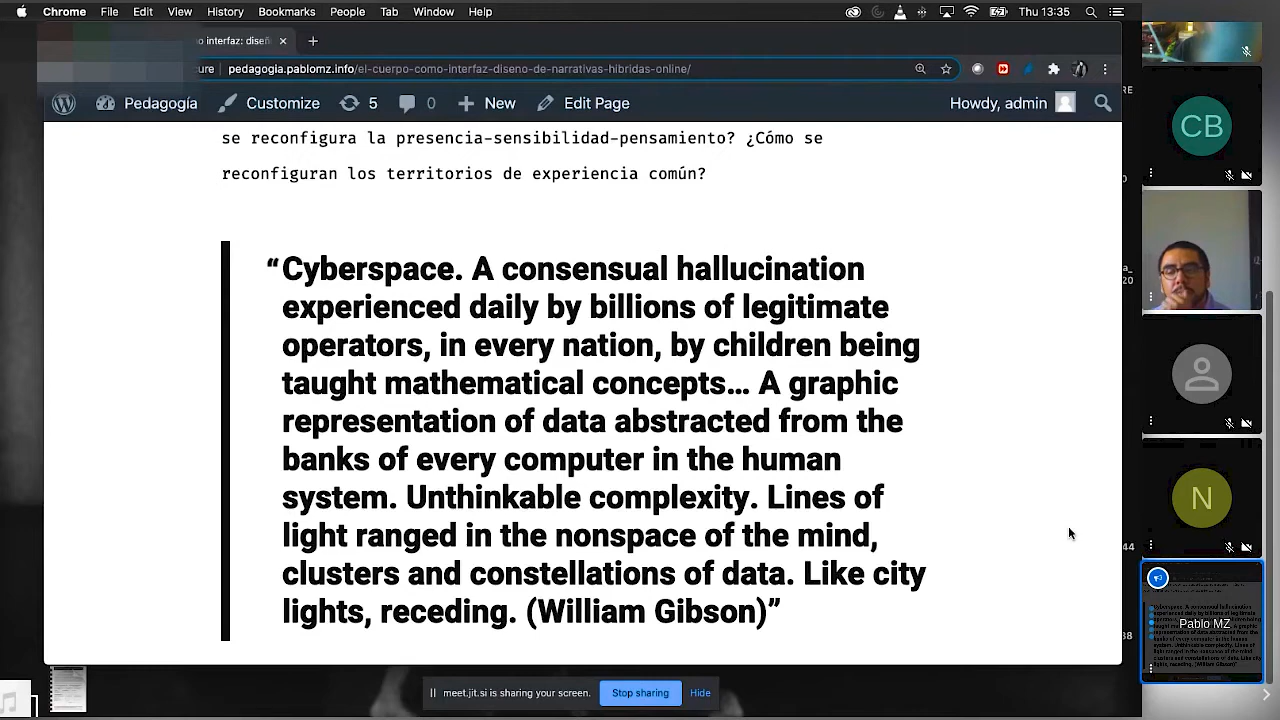 Chrome File Edit View History Bookmarks People Tab Window Help Thu 13:35
o interfaz: diseñ
ure pedagogia.pablomz.info/el-cuerpo-como-interfaz-diseno-de-narrativas-hibridas-online/
Pedagogía Customize 5 0 New Edit Page Howdy, admin
se reconfigura la presencia-sensibilidad-pensamiento? ¿Cómo se
reconfiguran los territorios de experiencia común?
“Cyberspace. A consensual hallucination
experienced daily by billions of legitimate
operators, in every nation, by children being
taught mathematical concepts… A graphic
representation of data abstracted from the
banks of every computer in the human
system. Unthinkable complexity. Lines of
light ranged in the nonspace of the mind,
clusters and constellations of data. Like city
lights, receding. (William Gibson)”
meet.jit.si is sharing your screen. Stop sharing Hide
CB
N
Pablo MZ
RE
20
44
38